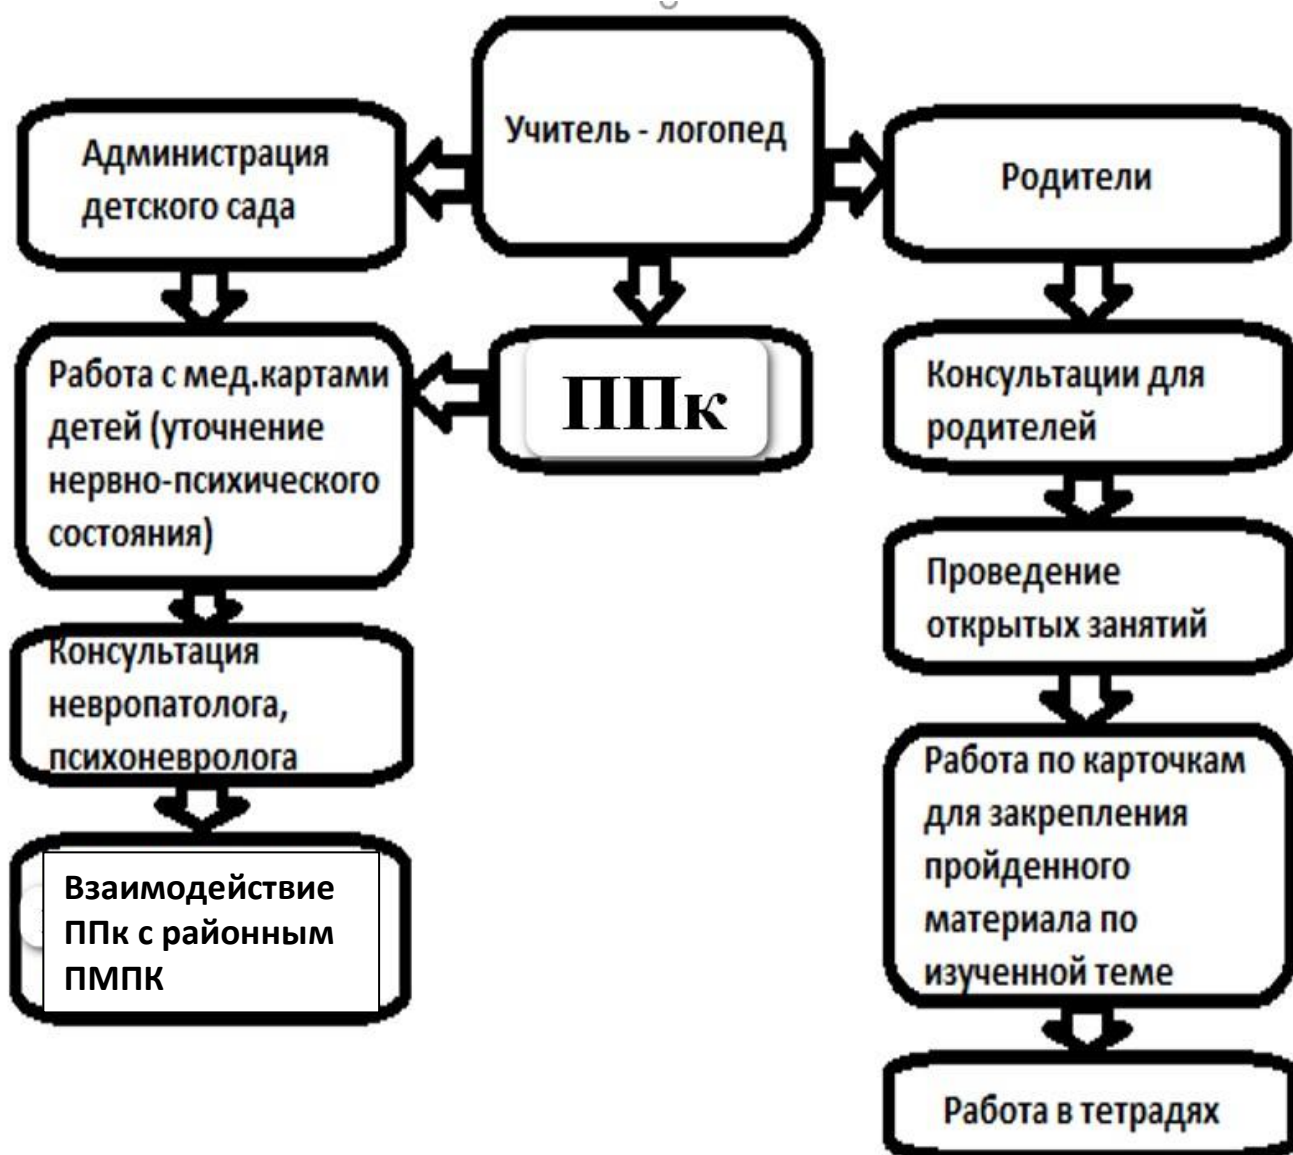 Учитель - логопед
Администрация
детского сада
Родители
Работа с мед.картами
детей (уточнение
нервно-психического
состояния)
ППк
Консультации для
родителей
Проведение
открытых занятий
Консультация
невропатолога,
психоневролога
Работа по карточкам
для закрепления
пройденного
материала по
изученной теме
Взаимодействие
ППк с районным
ПМПК
Работа в тетрадях